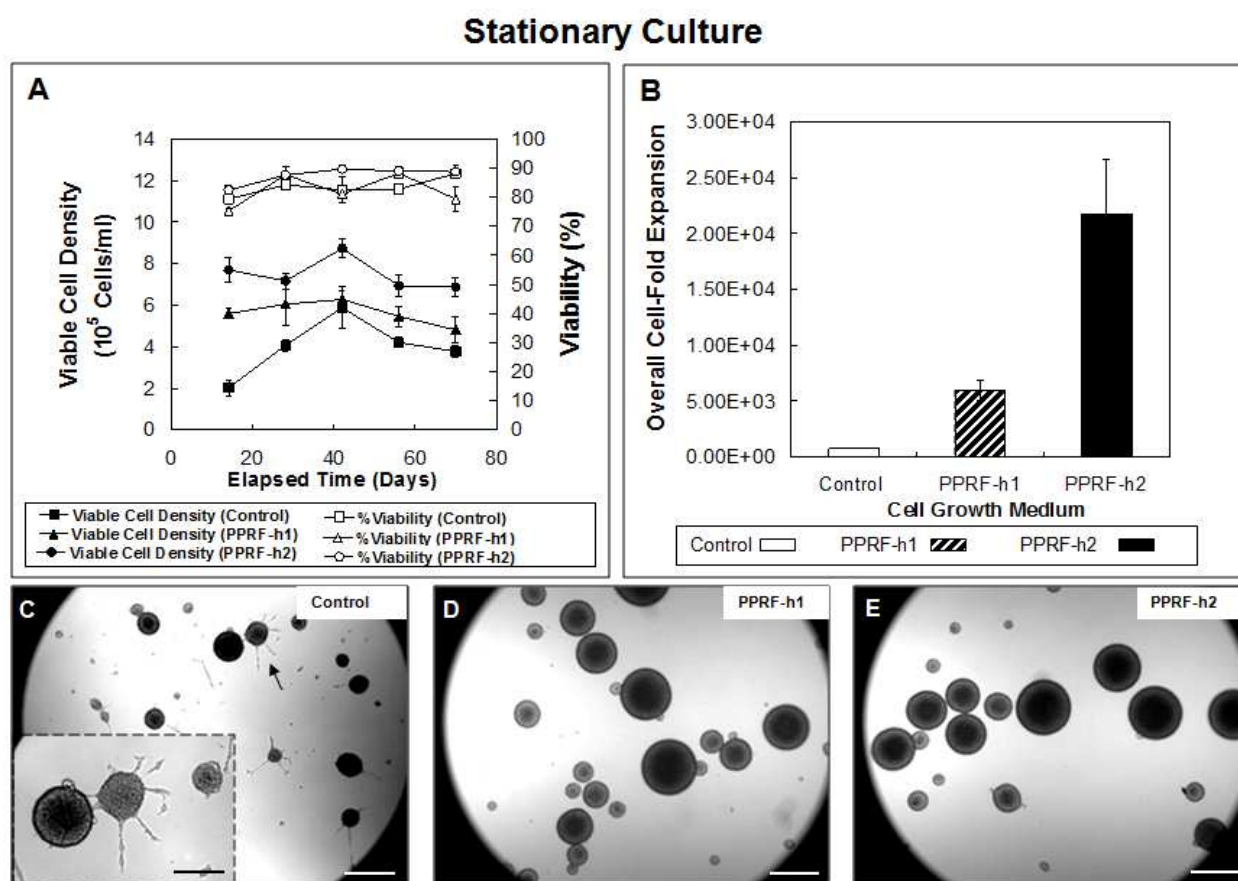 Stationary Culture
A
Viable Cell Density
(10⁵ Cells/ml)
14
12
10
8
6
4
2
0
100
90
80
70
60
50
40
30
20
10
0
Viability (%)
0 20 40 60 80
Elapsed Time (Days)
Viable Cell Density (Control)
Viable Cell Density (PPRF-h1)
Viable Cell Density (PPRF-h2)
%Viability (Control)
%Viability (PPRF-h1)
%Viability (PPRF-h2)
B
Overall Cell-Fold Expansion
3.00E+04
2.50E+04
2.00E+04
1.50E+04
1.00E+04
5.00E+03
0.00E+00
Control PPRF-h1 PPRF-h2
Cell Growth Medium
Control PPRF-h1 PPRF-h2
C
Control
D
PPRF-h1
E
PPRF-h2